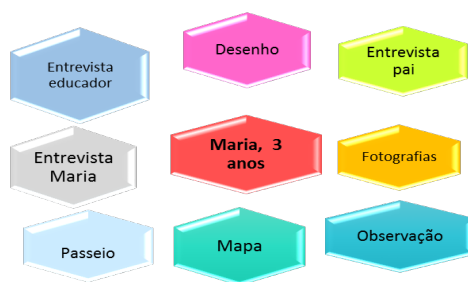 Entrevista
educador
Desenho
Entrevista
pai
Entrevista
Maria
Maria, 3
anos
Fotografias
Passeio
Mapa
Observação